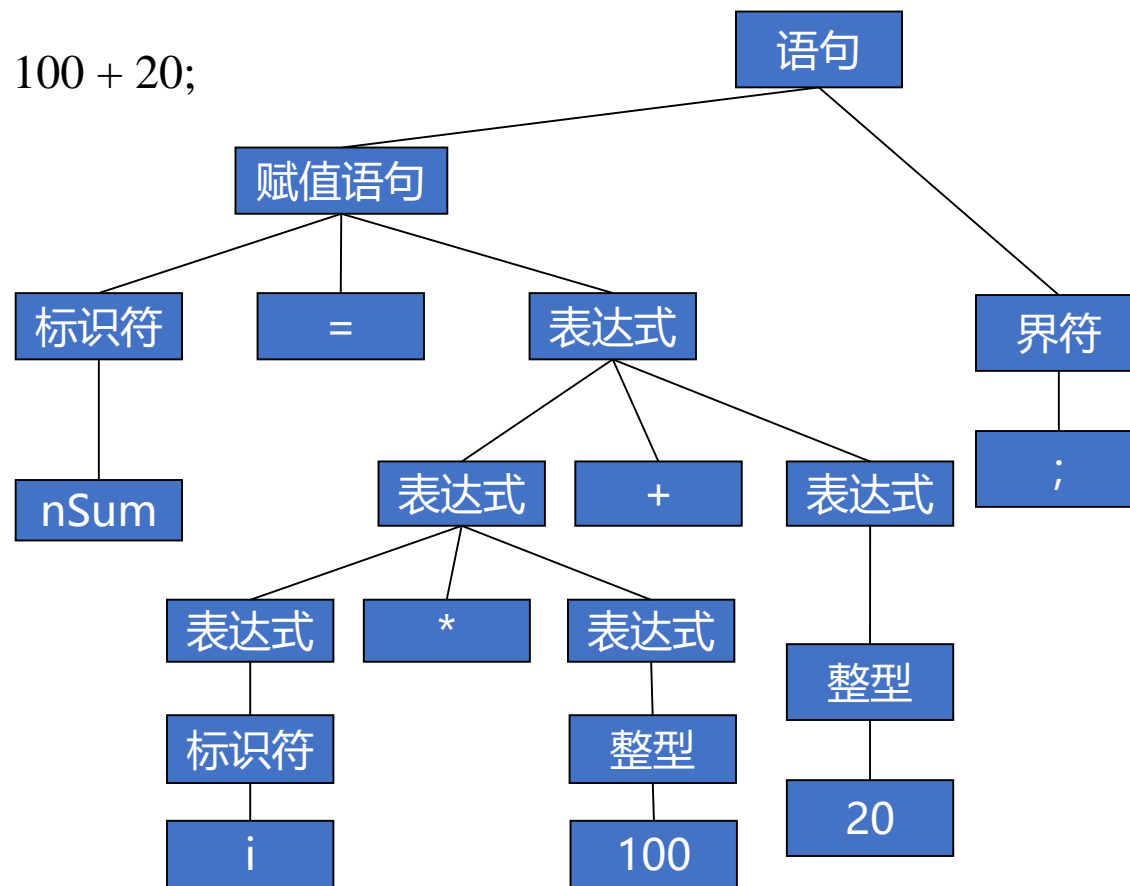 100 + 20;
语句
赋值语句
标识符 = 表达式 界符
nSum 表达式 + 表达式 ;
表达式 * 表达式
标识符 整型 整型
i 100 20